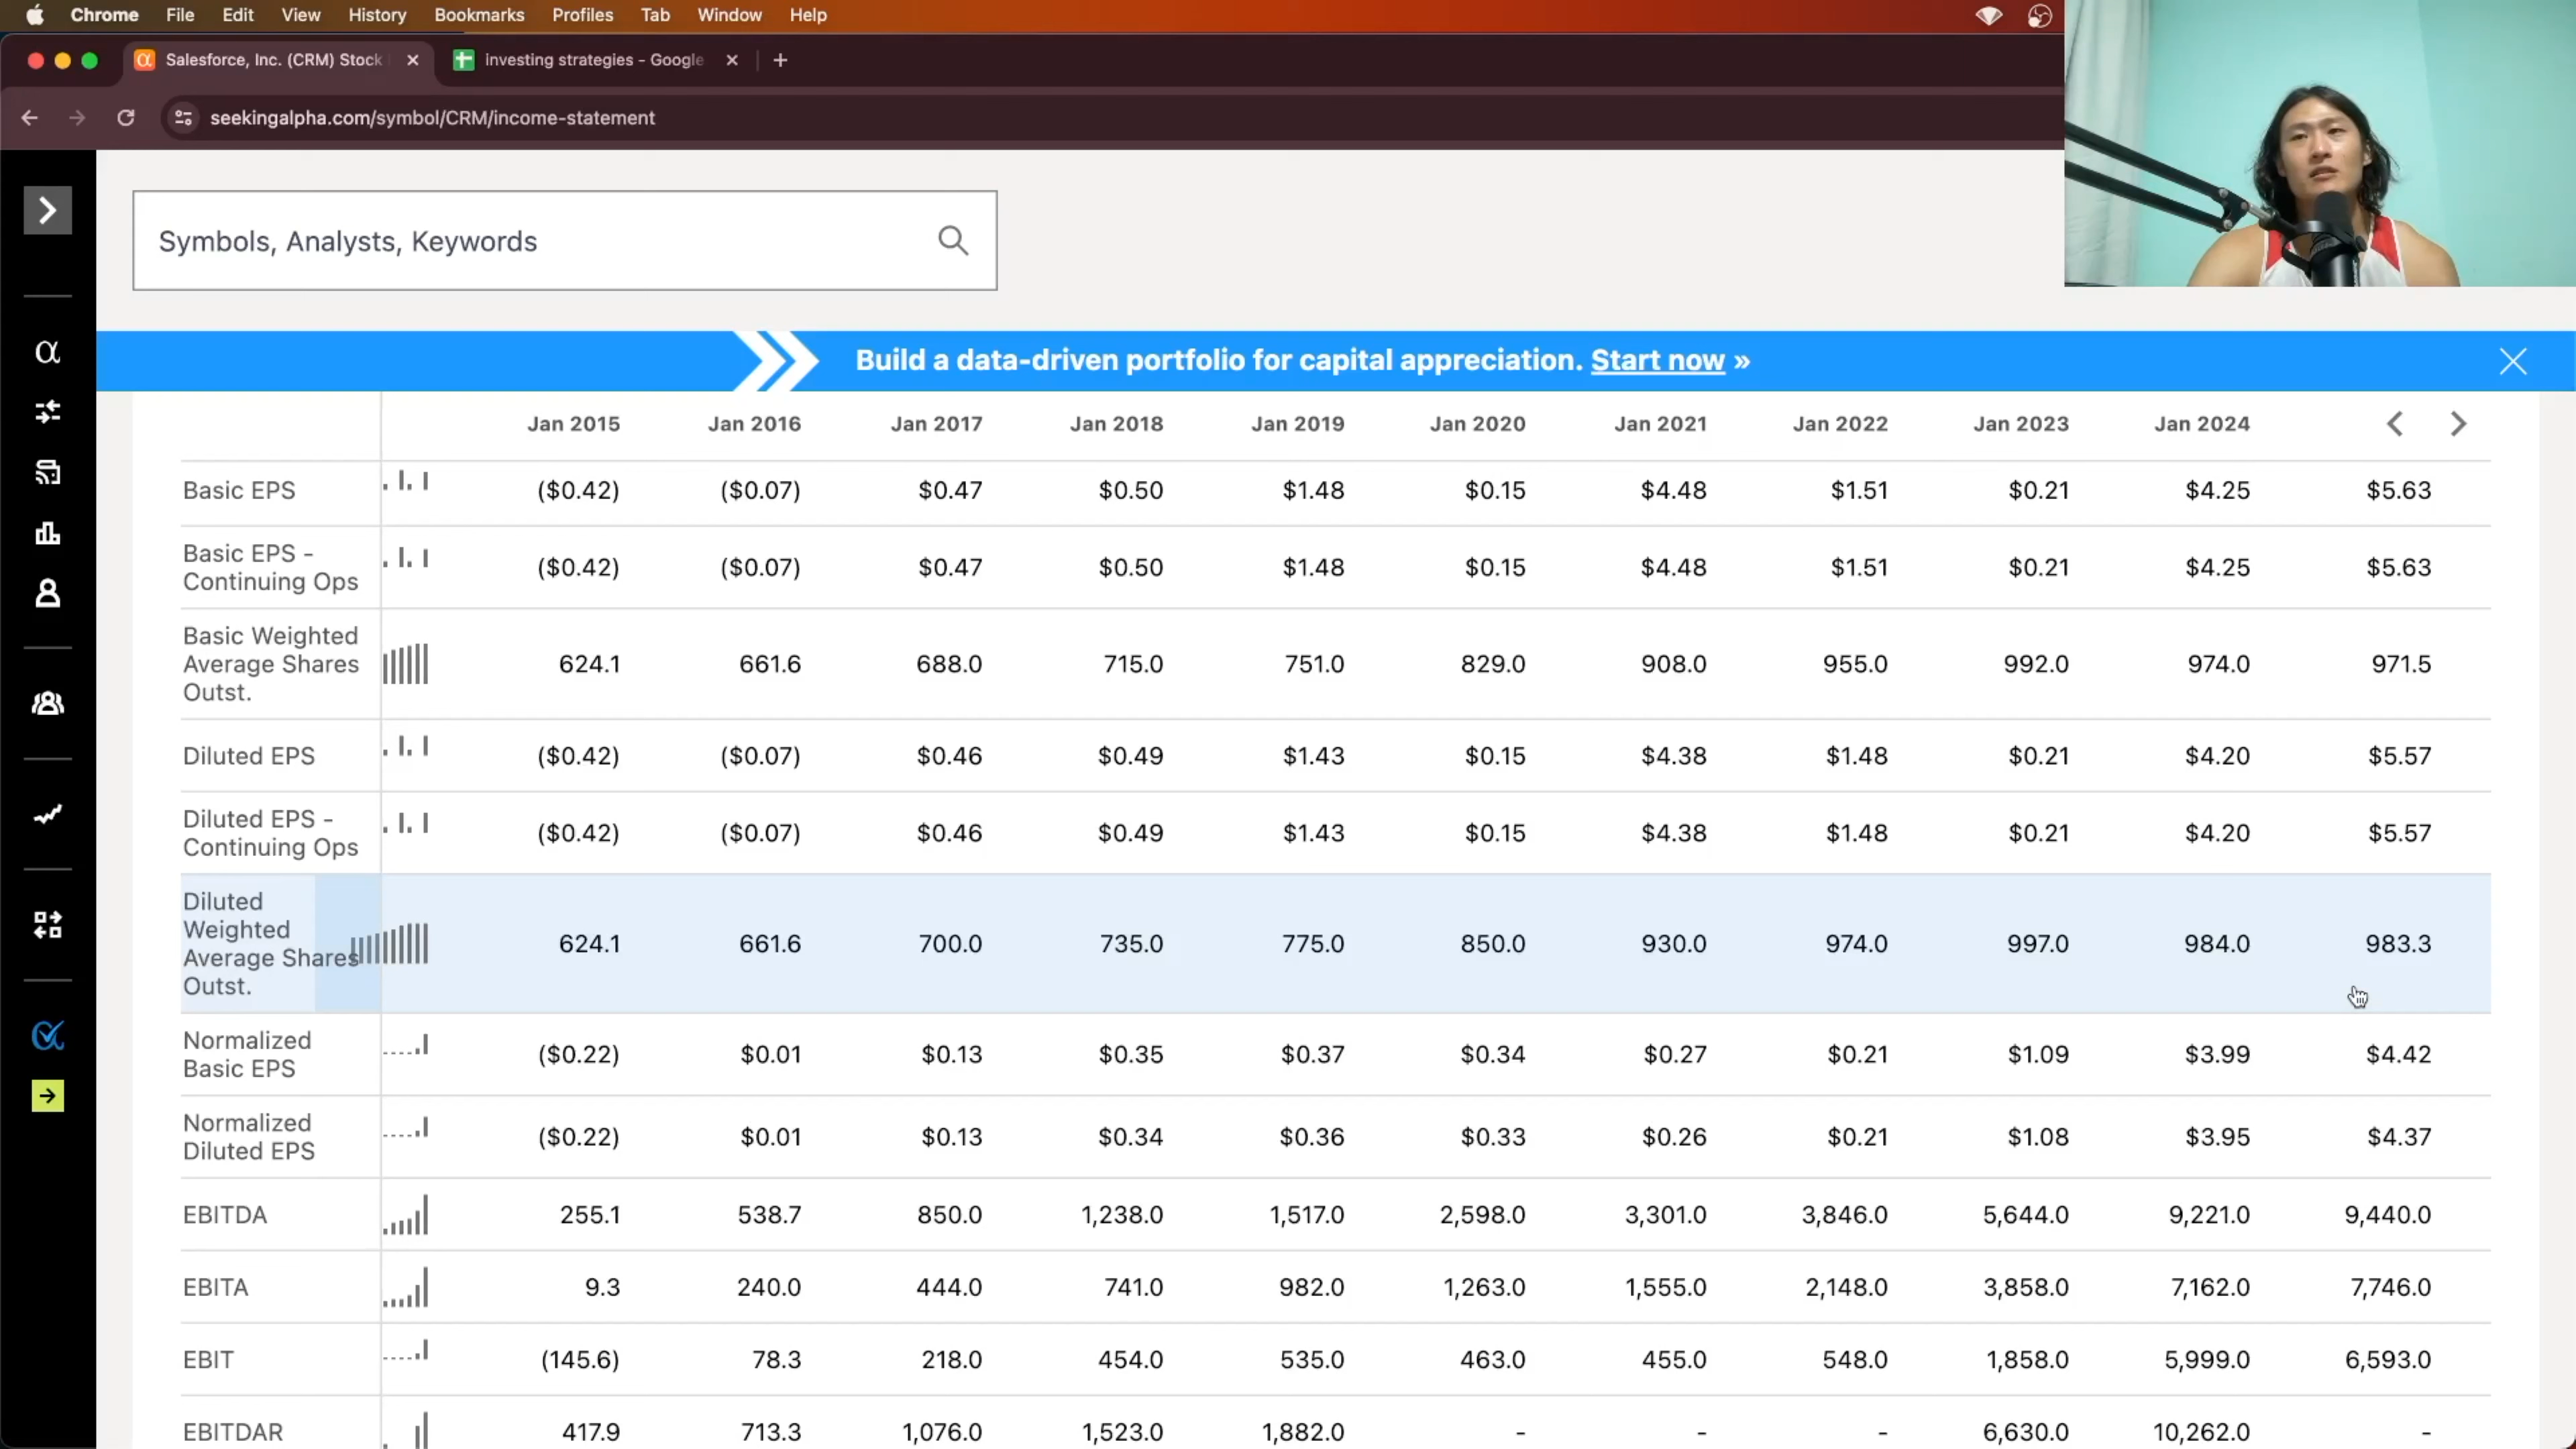 Chrome File Edit View History Bookmarks Profiles Tab Window Help
Salesforce, Inc. (CRM) Stock investing strategies - Google
seekingalpha.com/symbol/CRM/income-statement
Symbols, Analysts, Keywords
Build a data-driven portfolio for capital appreciation. Start now »
Jan 2015 Jan 2016 Jan 2017 Jan 2018 Jan 2019 Jan 2020 Jan 2021 Jan 2022 Jan 2023 Jan 2024
Basic EPS ($0.42) ($0.07) $0.47 $0.50 $1.48 $0.15 $4.48 $1.51 $0.21 $4.25 $5.63
Basic EPS -
Continuing Ops ($0.42) ($0.07) $0.47 $0.50 $1.48 $0.15 $4.48 $1.51 $0.21 $4.25 $5.63
Basic Weighted
Average Shares 624.1 661.6 688.0 715.0 751.0 829.0 908.0 955.0 992.0 974.0 971.5
Outst.
Diluted EPS ($0.42) ($0.07) $0.46 $0.49 $1.43 $0.15 $4.38 $1.48 $0.21 $4.20 $5.57
Diluted EPS -
Continuing Ops ($0.42) ($0.07) $0.46 $0.49 $1.43 $0.15 $4.38 $1.48 $0.21 $4.20 $5.57
Diluted
Weighted
Average Shares 624.1 661.6 700.0 735.0 775.0 850.0 930.0 974.0 997.0 984.0 983.3
Outst.
Normalized
Basic EPS ($0.22) $0.01 $0.13 $0.35 $0.37 $0.34 $0.27 $0.21 $1.09 $3.99 $4.42
Normalized
Diluted EPS ($0.22) $0.01 $0.13 $0.34 $0.36 $0.33 $0.26 $0.21 $1.08 $3.95 $4.37
EBITDA 255.1 538.7 850.0 1,238.0 1,517.0 2,598.0 3,301.0 3,846.0 5,644.0 9,221.0 9,440.0
EBITA 9.3 240.0 444.0 741.0 982.0 1,263.0 1,555.0 2,148.0 3,858.0 7,162.0 7,746.0
EBIT (145.6) 78.3 218.0 454.0 535.0 463.0 455.0 548.0 1,858.0 5,999.0 6,593.0
EBITDAR 417.9 713.3 1,076.0 1,523.0 1,882.0 - - - 6,630.0 10,262.0 -